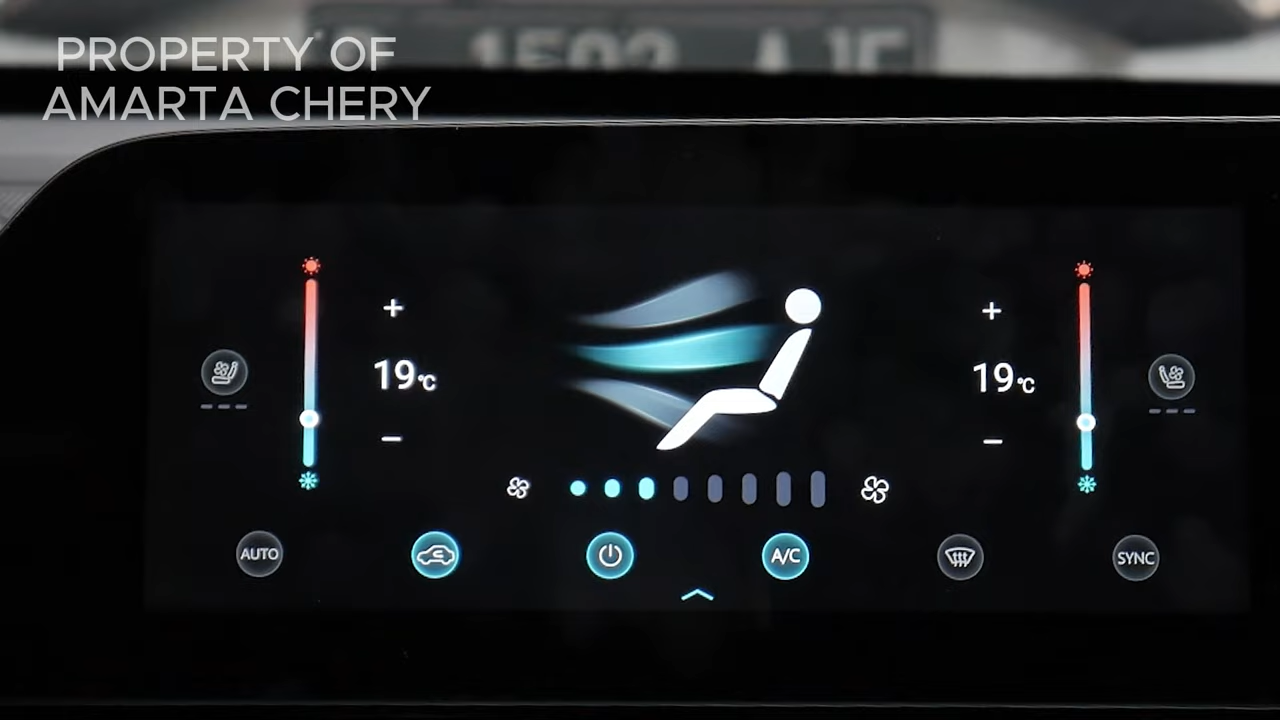 PROPERTY OF
AMARTA CHERY
+ +
19°C 19°C
− −
AUTO A/C SYNC